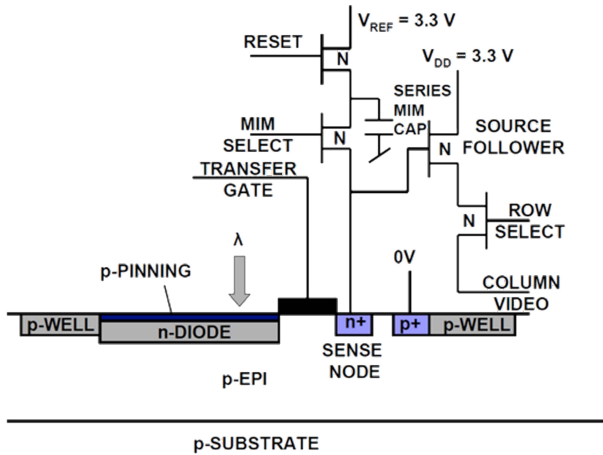 V_REF = 3.3 V
RESET
N
V_DD = 3.3 V
SERIES
MIM
CAP
MIM
SELECT
N
N
SOURCE
FOLLOWER
TRANSFER
GATE
N
ROW
SELECT
λ
0V
p-PINNING
COLUMN
VIDEO
p-WELL
n-DIODE
n+
p+
p-WELL
SENSE
NODE
p-EPI
p-SUBSTRATE